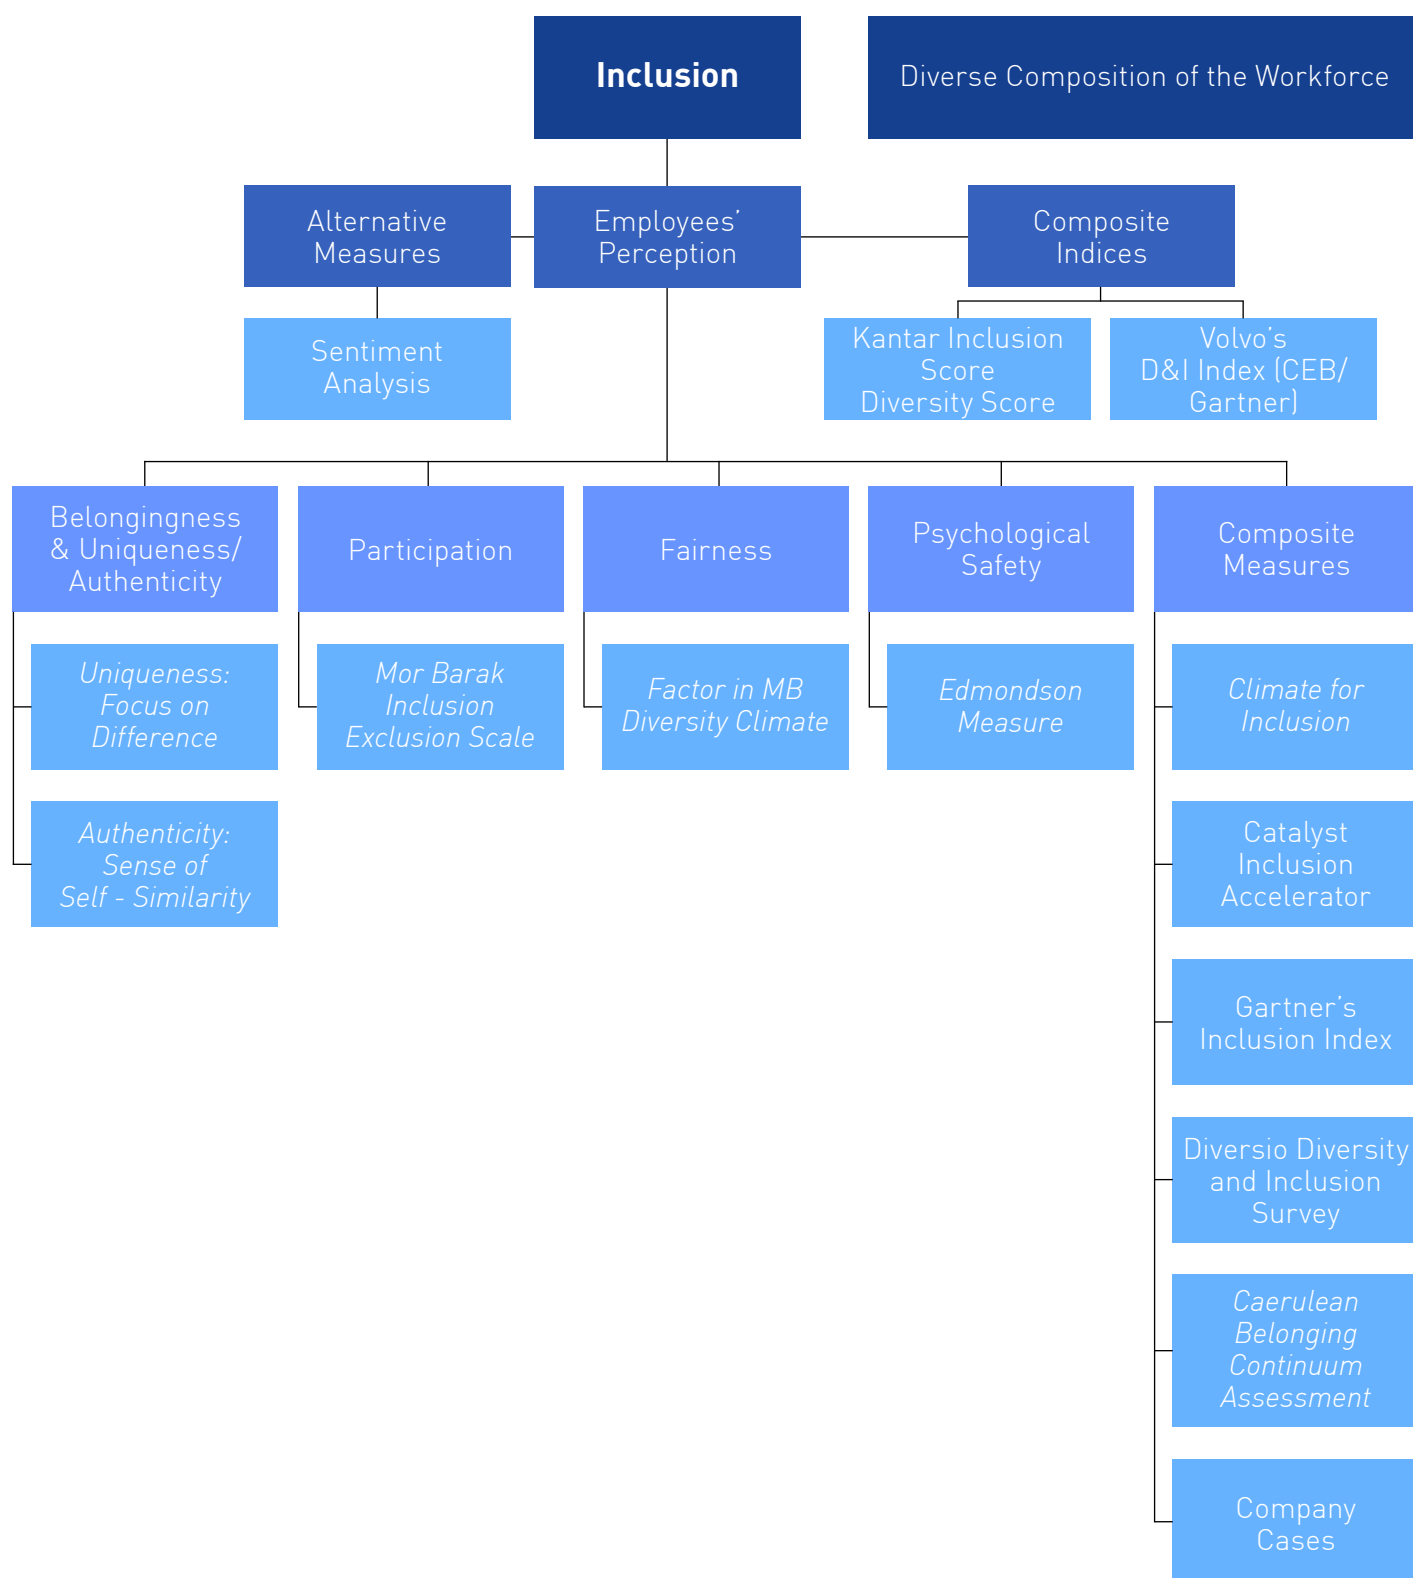 Inclusion
Diverse Composition of the Workforce
Alternative
Measures
Employees’
Perception
Composite
Indices
Sentiment
Analysis
Kantar Inclusion
Score
Diversity Score
Volvo’s
D&I Index (CEB/
Gartner)
Belongingness
& Uniqueness/
Authenticity
Participation
Fairness
Psychological
Safety
Composite
Measures
Uniqueness:
Focus on
Difference
Mor Barak
Inclusion
Exclusion Scale
Factor in MB
Diversity Climate
Edmondson
Measure
Climate for
Inclusion
Authenticity:
Sense of
Self - Similarity
Catalyst
Inclusion
Accelerator
Gartner’s
Inclusion Index
Diversio Diversity
and Inclusion
Survey
Caerulean
Belonging
Continuum
Assessment
Company
Cases